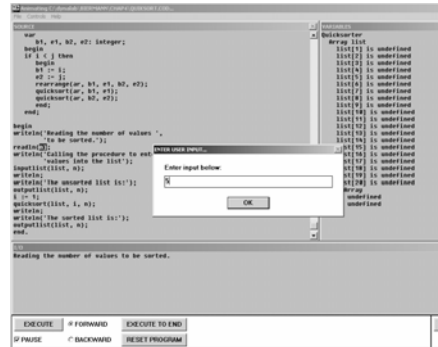 File Controls Help
SOURCE
var
b1, e1, b2, e2: integer;
begin
if i < j then
begin
b1 := i;
e2 := j;
rearrange(ar, b1, e1, b2, e2);
quicksort(ar, b1, e1);
quicksort(ar, b2, e2);
end;
end;
begin
writeln('Reading the number of values ',
'to be sorted.');
readln(n);
writeln('Calling the procedure to ent
'values into the list');
inputlist(list, n);
writeln;
writeln('The unsorted list is:');
outputlist(list, n);
i := 1;
quicksort(list, i, n);
writeln;
writeln('The sorted list is:');
outputlist(list, n);
end.
VARIABLES
Quicksorter
Array list
list[1] is undefined
list[2] is undefined
list[3] is undefined
list[4] is undefined
list[5] is undefined
list[6] is undefined
list[7] is undefined
list[8] is undefined
list[9] is undefined
list[10] is undefined
list[11] is undefined
list[12] is undefined
list[13] is undefined
list[14] is undefined
list[15] is undefined
list[16] is undefined
list[17] is undefined
list[18] is undefined
list[19] is undefined
list[20] is undefined
Array
undefined
undefined
ENTER USER INPUT...
Enter input below:
5
OK
I/O
Reading the number of values to be sorted.
EXECUTE FORWARD EXECUTE TO END
PAUSE BACKWARD RESET PROGRAM